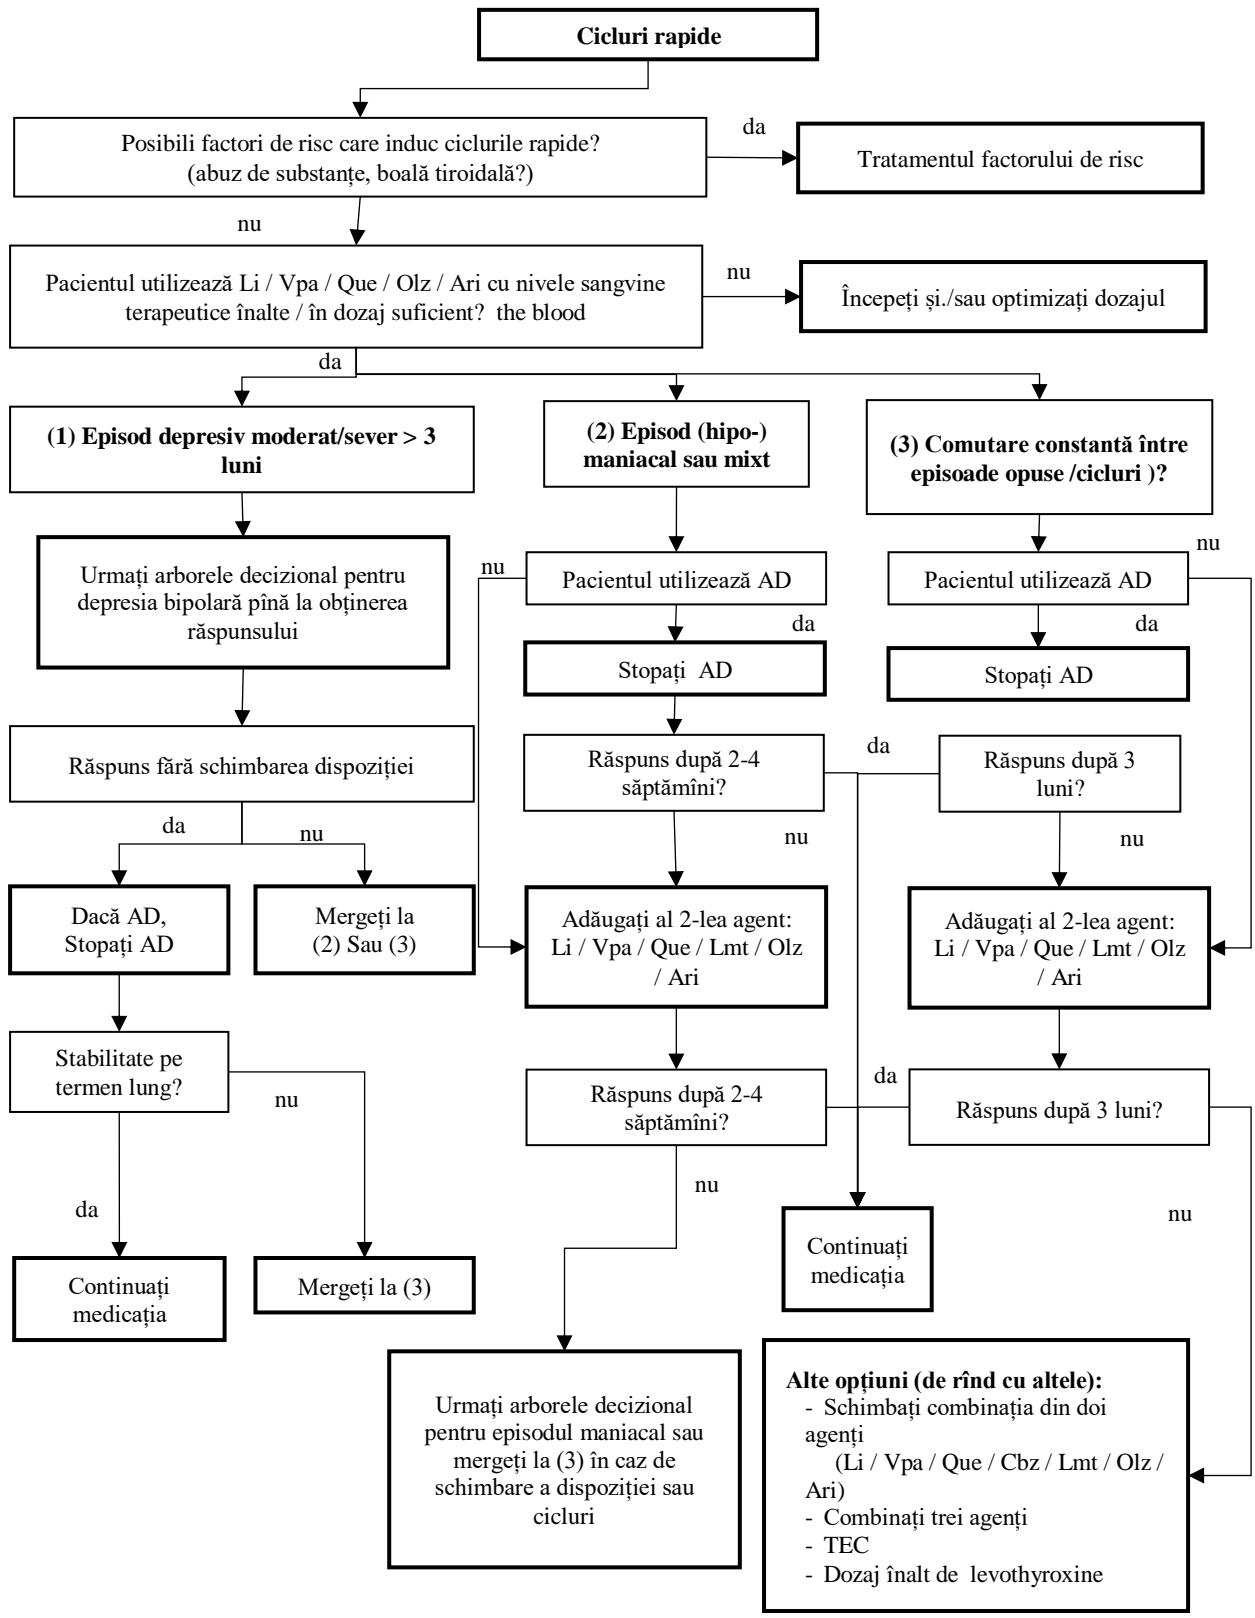 Cicluri rapide
Posibili factori de risc care induc ciclurile rapide?
(abuz de substanțe, boală tiroidală?)
da
Tratamentul factorului de risc
nu
Pacientul utilizează Li / Vpa / Que / Olz / Ari cu nivele sangvine
terapeutice înalte / în dozaj suficient?  the blood
nu
Începeți și./sau optimizați dozajul
da
(1) Episod depresiv moderat/sever > 3
luni
(2) Episod (hipo-)
maniacal sau mixt
(3) Comutare constantă între
episoade opuse /cicluri )?
Urmați arborele decizional pentru
depresia bipolară pînă la obținerea
răspunsului
nu
Pacientul utilizează AD
da
Stopați  AD
nu
Pacientul utilizează AD
da
Stopați AD
Răspuns fără schimbarea dispoziției
Răspuns după 2-4
săptămîni?
da
Răspuns după 3
luni?
da
nu
nu
nu
Dacă AD,
Stopați AD
Mergeți la
(2) Sau (3)
Adăugați al 2-lea agent:
Li / Vpa / Que / Lmt / Olz
/ Ari
Adăugați al 2-lea agent:
Li / Vpa / Que / Lmt / Olz
/ Ari
Stabilitate pe
termen lung?
nu
Răspuns după 2-4
săptămîni?
da
Răspuns după 3 luni?
da
nu
nu
Continuați
medicația
Mergeți la (3)
Continuați
medicația
Urmați arborele decizional
pentru episodul maniacal sau
mergeți la (3) în caz de
schimbare a dispoziției sau
cicluri
Alte opțiuni (de rînd cu altele):
- Schimbați combinația din doi
agenți
(Li / Vpa / Que / Cbz / Lmt / Olz /
Ari)
- Combinați trei agenți
- TEC
- Dozaj înalt de  levothyroxine